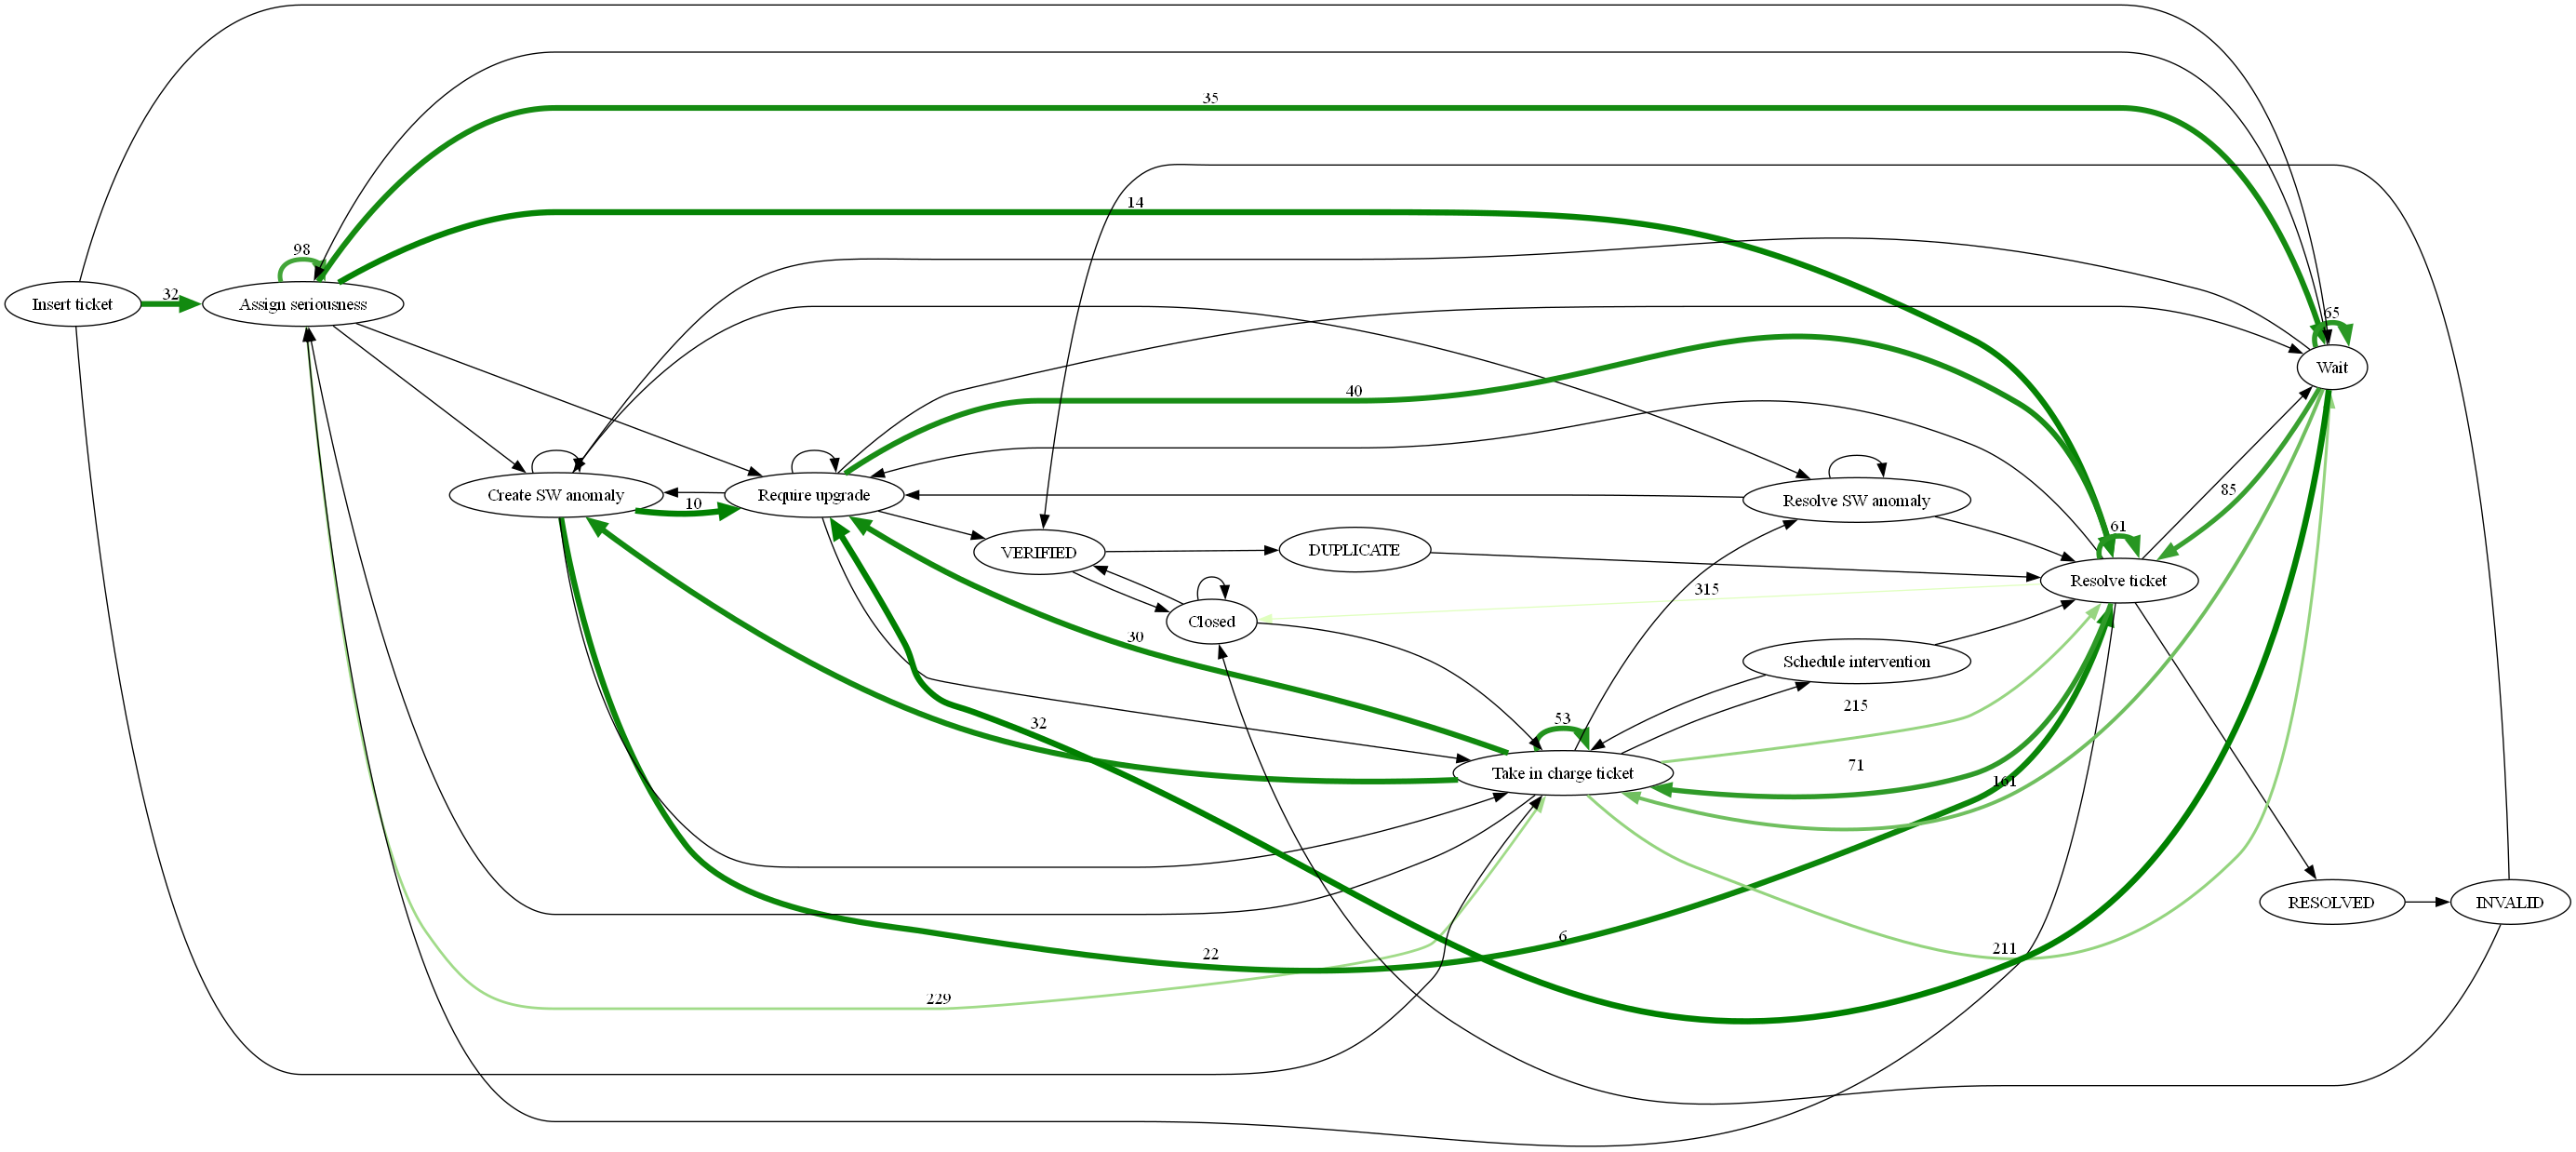 35
14
98
Insert ticket
32
Assign seriousness
65
Wait
40
85
Create SW anomaly
10
Require upgrade
Resolve SW anomaly
61
VERIFIED
DUPLICATE
Resolve ticket
315
Closed
30
Schedule intervention
215
32
53
71
Take in charge ticket
161
RESOLVED
INVALID
6
22
211
229